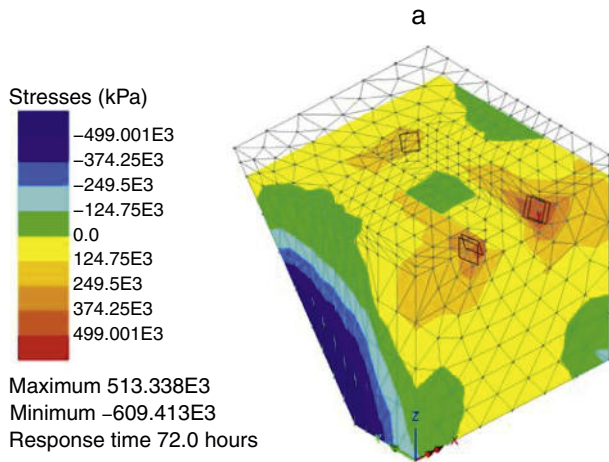 a
Stresses (kPa)
−499.001E3
−374.25E3
−249.5E3
−124.75E3
0.0
124.75E3
249.5E3
374.25E3
499.001E3
Maximum 513.338E3
Minimum −609.413E3
Response time 72.0 hours
Z
X